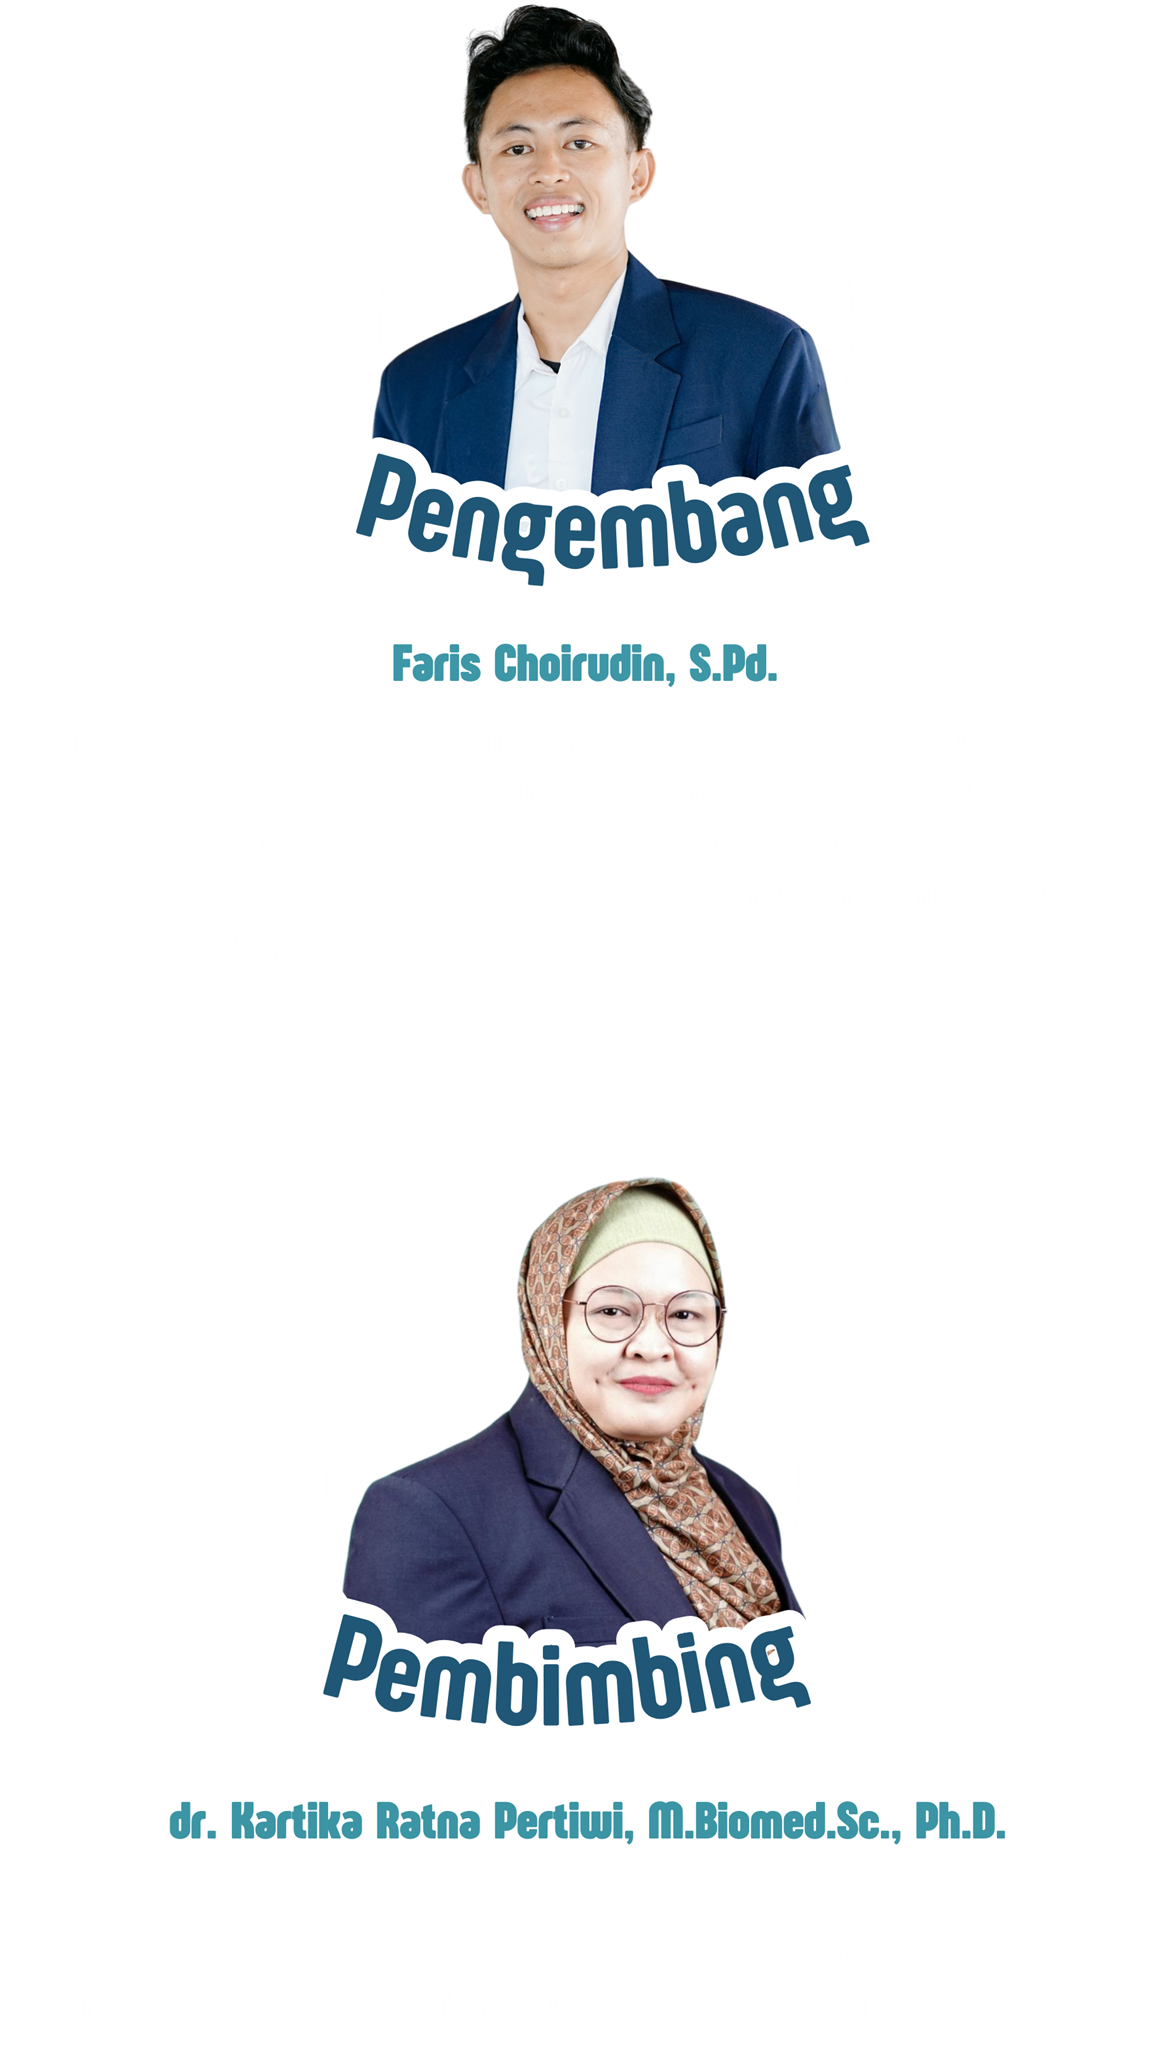 Pengembang
Faris Choirudin, S.Pd.
Pembimbing
dr. Kartika Ratna Pertiwi, M.Biomed.Sc., Ph.D.